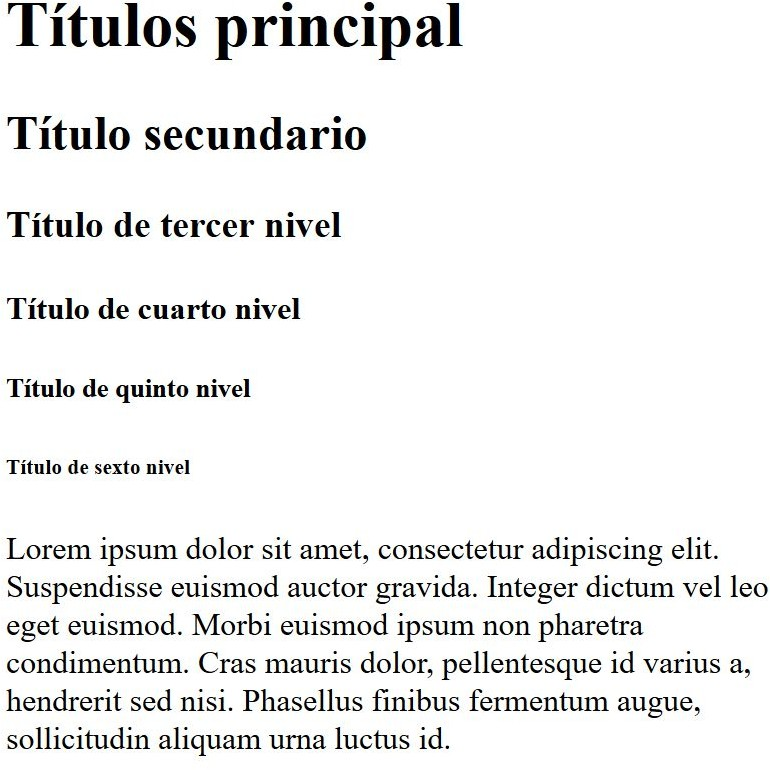 Títulos principal
Título secundario
Título de tercer nivel
Título de cuarto nivel
Título de quinto nivel
Título de sexto nivel
Lorem ipsum dolor sit amet, consectetur adipiscing elit.
Suspendisse euismod auctor gravida. Integer dictum vel leo
eget euismod. Morbi euismod ipsum non pharetra
condimentum. Cras mauris dolor, pellentesque id varius a,
hendrerit sed nisi. Phasellus finibus fermentum augue,
sollicitudin aliquam urna luctus id.